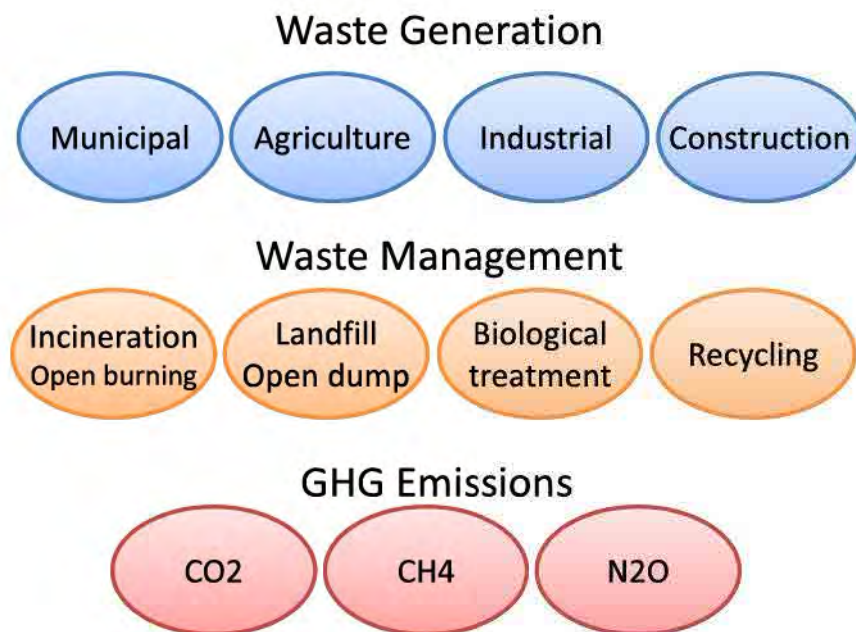 Waste Generation
Municipal
Agriculture
Industrial
Construction
Waste Management
Incineration
Open burning
Landfill
Open dump
Biological
treatment
Recycling
GHG Emissions
CO2
CH4
N2O